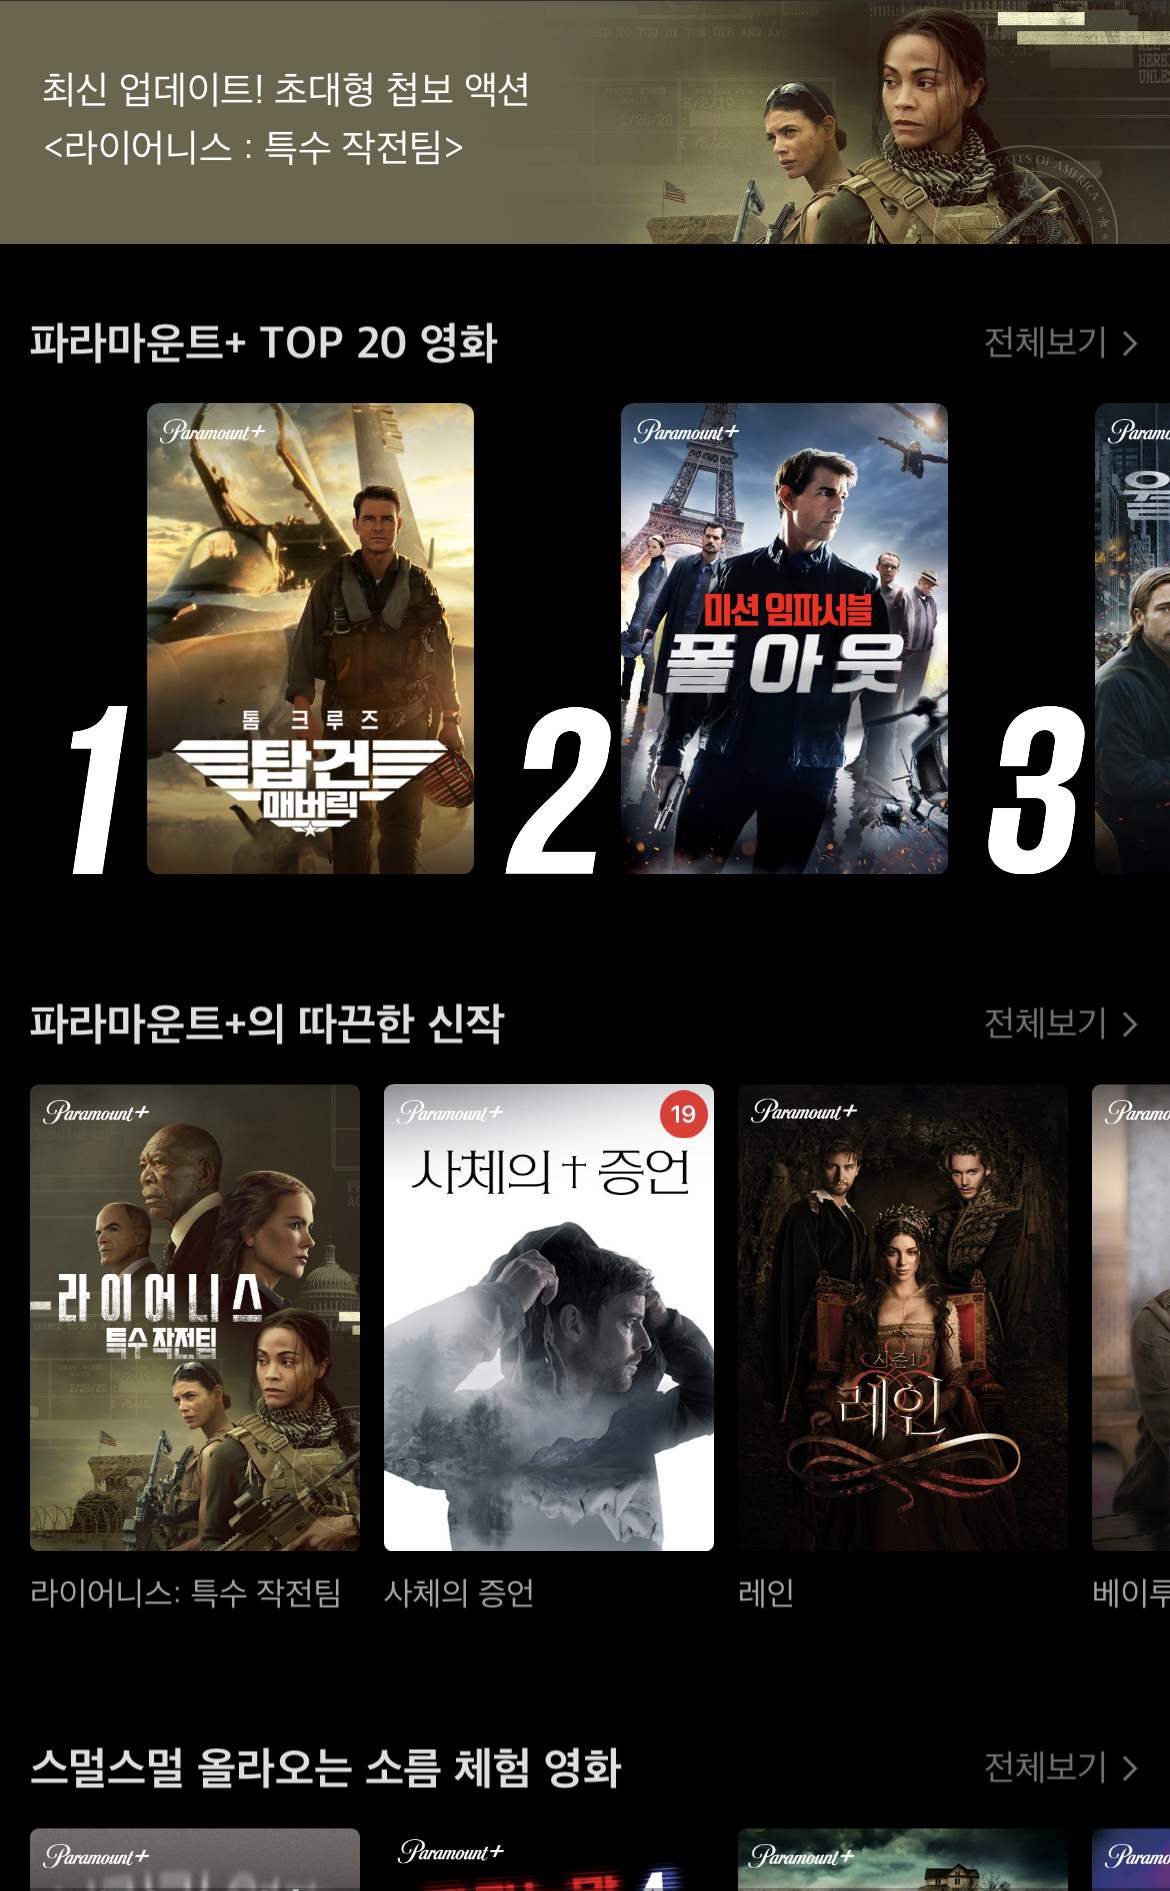 최신 업데이트! 초대형 첩보 액션
<라이어니스 : 특수 작전팀>
파라마운트+ TOP 20 영화
전체보기 >
Paramount+
Paramount+
톰 크루즈
탑건
매버릭
미션 임파서블
폴아웃
1
2
3
파라마운트+의 따끈한 신작
전체보기 >
Paramount+
Paramount+
19
Paramount+
사체의 증언
라이어니스
특수 작전팀
시즌1
레인
라이어니스: 특수 작전팀
사체의 증언
레인
베이루
스멀스멀 올라오는 소름 체험 영화
전체보기 >
Paramount+
Paramount+
Paramount+